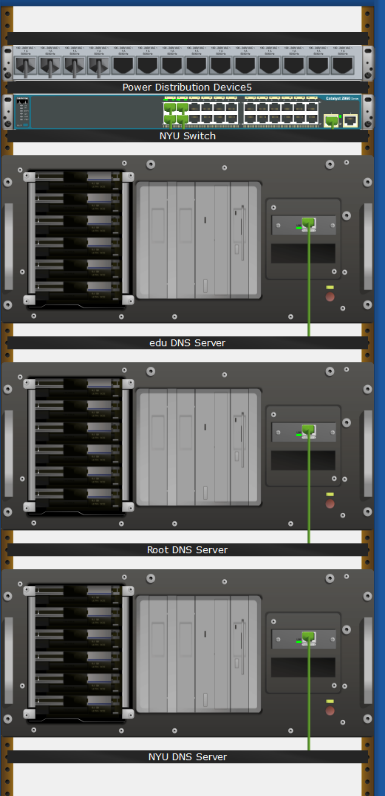 Power Distribution Device5
NYU Switch
edu DNS Server
Root DNS Server
NYU DNS Server